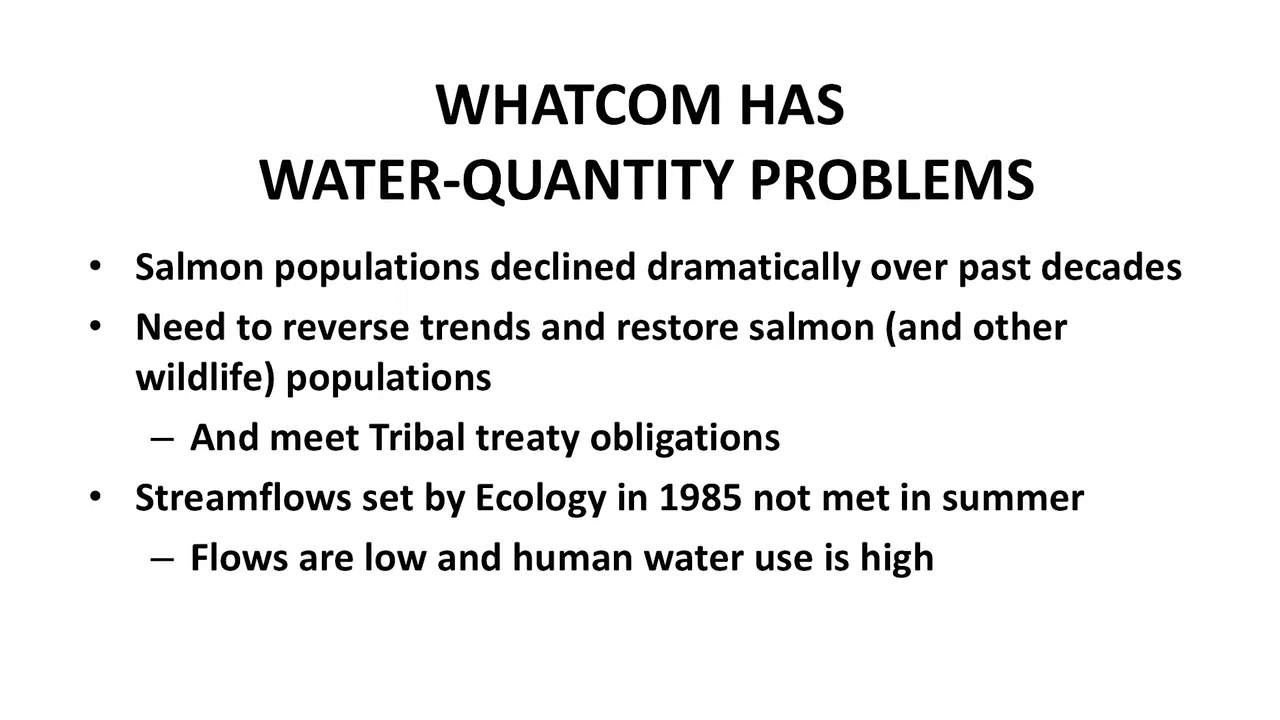 WHATCOM HAS
WATER-QUANTITY PROBLEMS
• Salmon populations declined dramatically over past decades
• Need to reverse trends and restore salmon (and other
wildlife) populations
– And meet Tribal treaty obligations
• Streamflows set by Ecology in 1985 not met in summer
– Flows are low and human water use is high